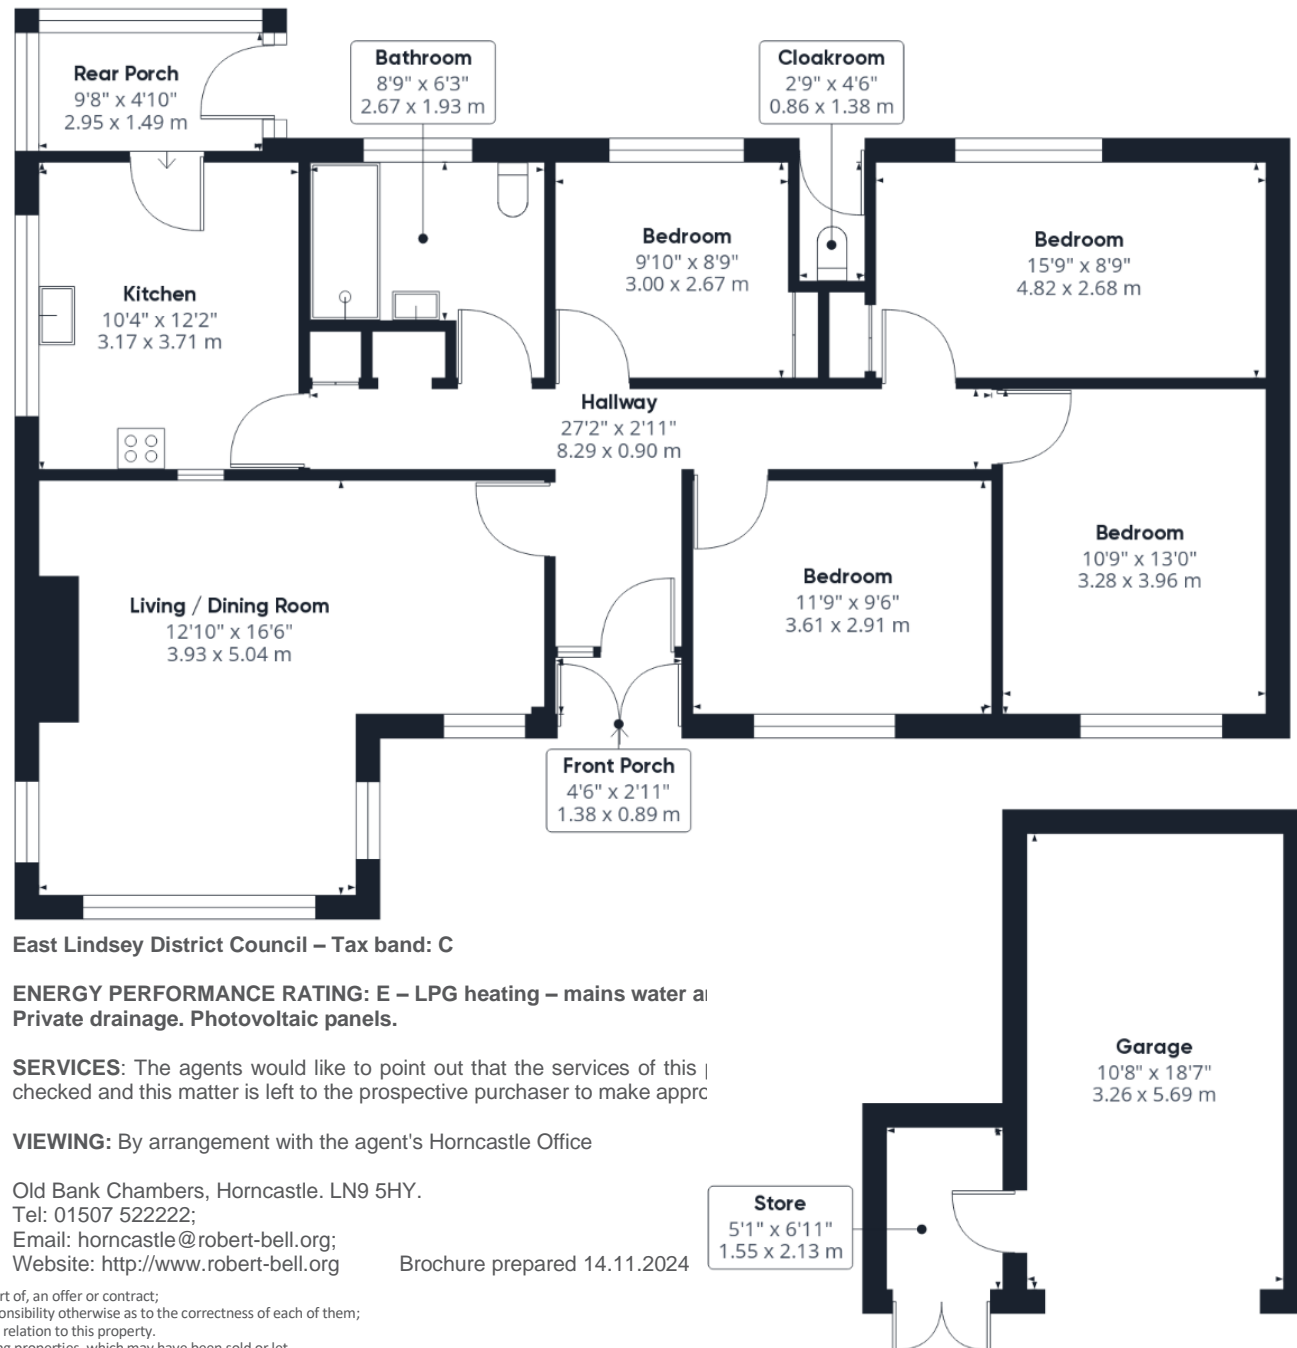 Rear Porch
9'8" x 4'10"
2.95 x 1.49 m
Bathroom
8'9" x 6'3"
2.67 x 1.93 m
Cloakroom
2'9" x 4'6"
0.86 x 1.38 m
Kitchen
10'4" x 12'2"
3.17 x 3.71 m
Bedroom
9'10" x 8'9"
3.00 x 2.67 m
Bedroom
15'9" x 8'9"
4.82 x 2.68 m
Hallway
27'2" x 2'11"
8.29 x 0.90 m
Living / Dining Room
12'10" x 16'6"
3.93 x 5.04 m
Bedroom
11'9" x 9'6"
3.61 x 2.91 m
Bedroom
10'9" x 13'0"
3.28 x 3.96 m
Front Porch
4'6" x 2'11"
1.38 x 0.89 m
East Lindsey District Council – Tax band: C
ENERGY PERFORMANCE RATING: E – LPG heating – mains water
Private drainage. Photovoltaic panels.
SERVICES: The agents would like to point out that the services of this
checked and this matter is left to the prospective purchaser to make
VIEWING: By arrangement with the agent's Horncastle Office
Old Bank Chambers, Horncastle. LN9 5HY.
Tel: 01507 522222;
Email: horncastle@robert-bell.org;
Website: http://www.robert-bell.org Brochure prepared 14.11.2024
of, an offer or contract;
otherwise as to the correctness of each of them;
relation to this property.
properties, which may have been sold or let.
Garage
10'8" x 18'7"
3.26 x 5.69 m
Store
5'1" x 6'11"
1.55 x 2.13 m